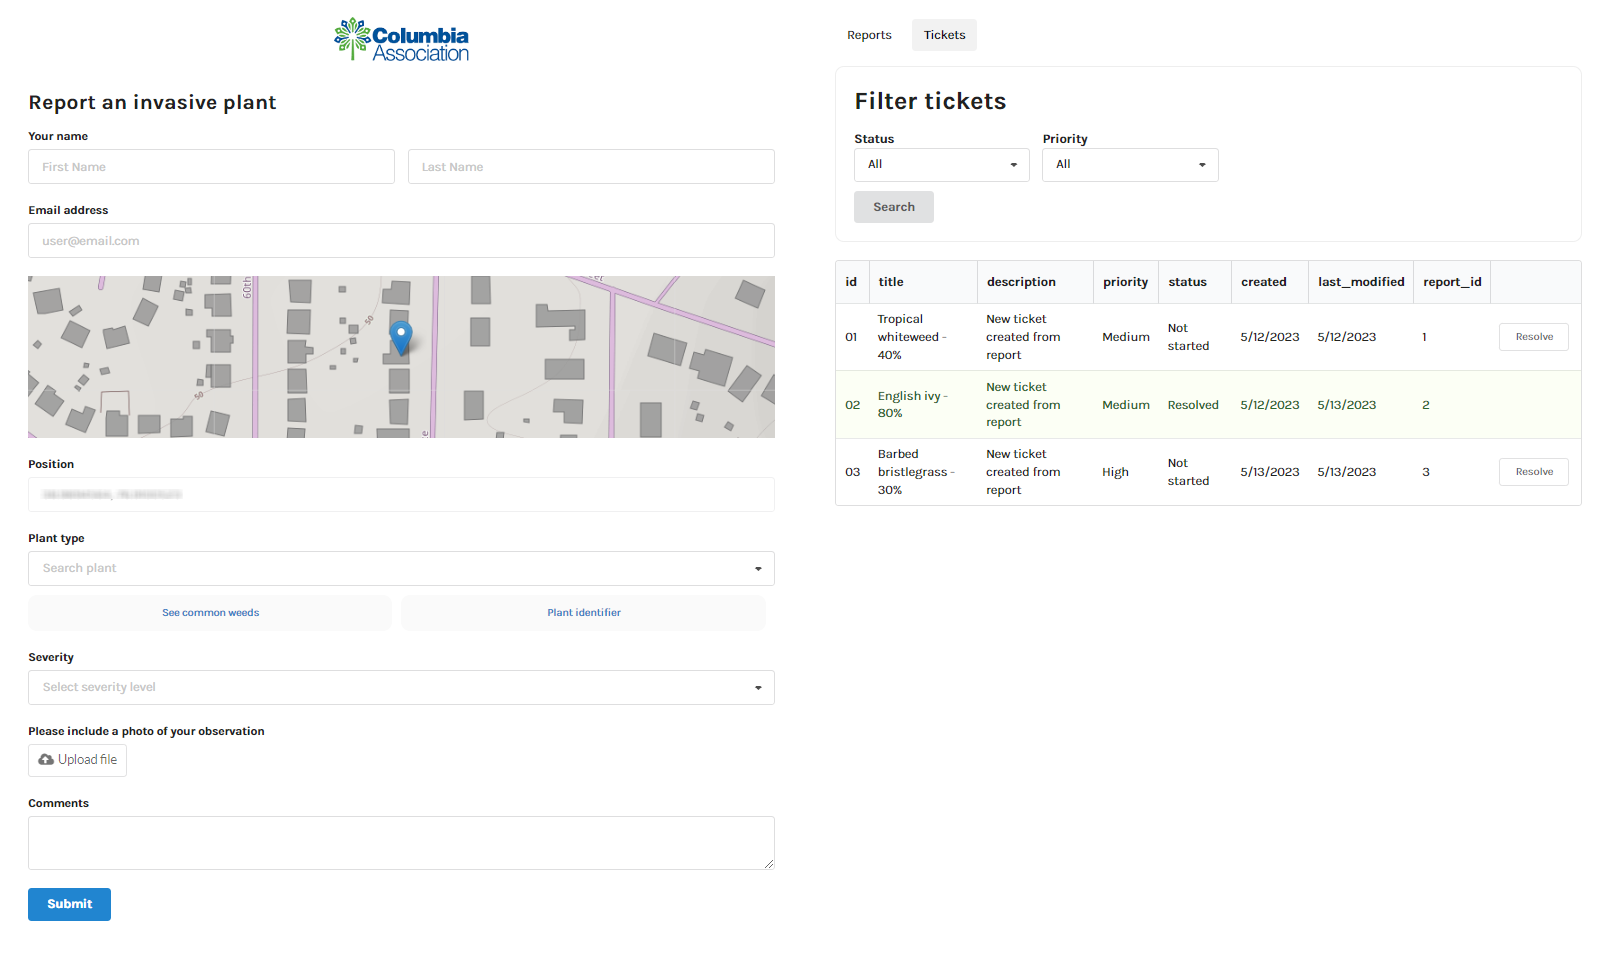 Columbia
Association
Report an invasive plant
Your name
First Name
Last Name
Email address
user@email.com
60th
50
50
Position
Plant type
Search plant
See common weeds
Plant identifier
Severity
Select severity level
Please include a photo of your observation
Upload file
Comments
Submit
Reports
Tickets
Filter tickets
Status
Priority
All
All
Search
id title description priority status created last_modified report_id
01 Tropical whiteweed - 40% New ticket created from report Medium Not started 5/12/2023 5/12/2023 1 Resolve
02 English ivy - 80% New ticket created from report Medium Resolved 5/12/2023 5/13/2023 2
03 Barbed bristlegrass - 30% New ticket created from report High Not started 5/13/2023 5/13/2023 3 Resolve